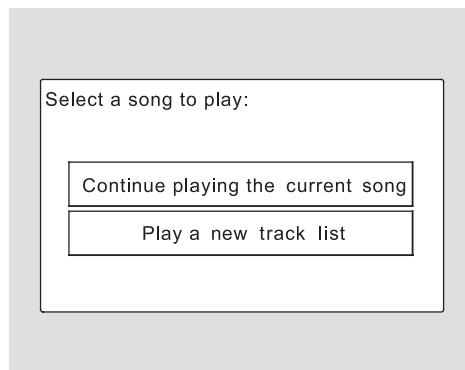 Select a song to play:
Continue playing the current song
Play a new track list